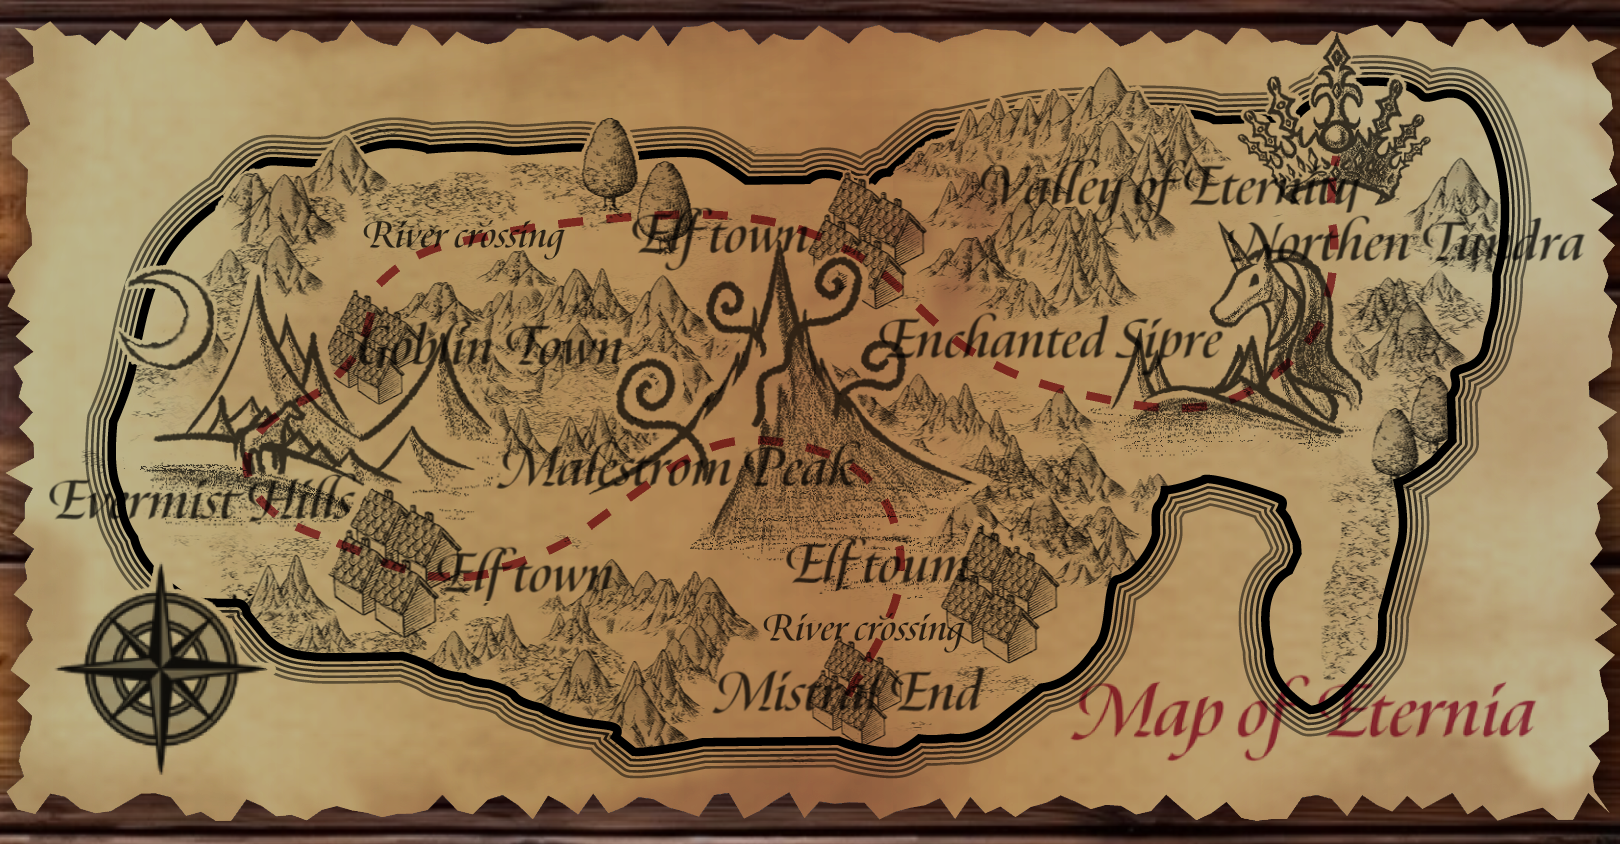 Valley of Eternity
River crossing
Elf town
Northen Tundra
Goblin Town
Enchanted Sipre
Malestrom Peak
Evermist Hills
Elf town
Elf toum
River crossing
Mistral End
Map of Eternia